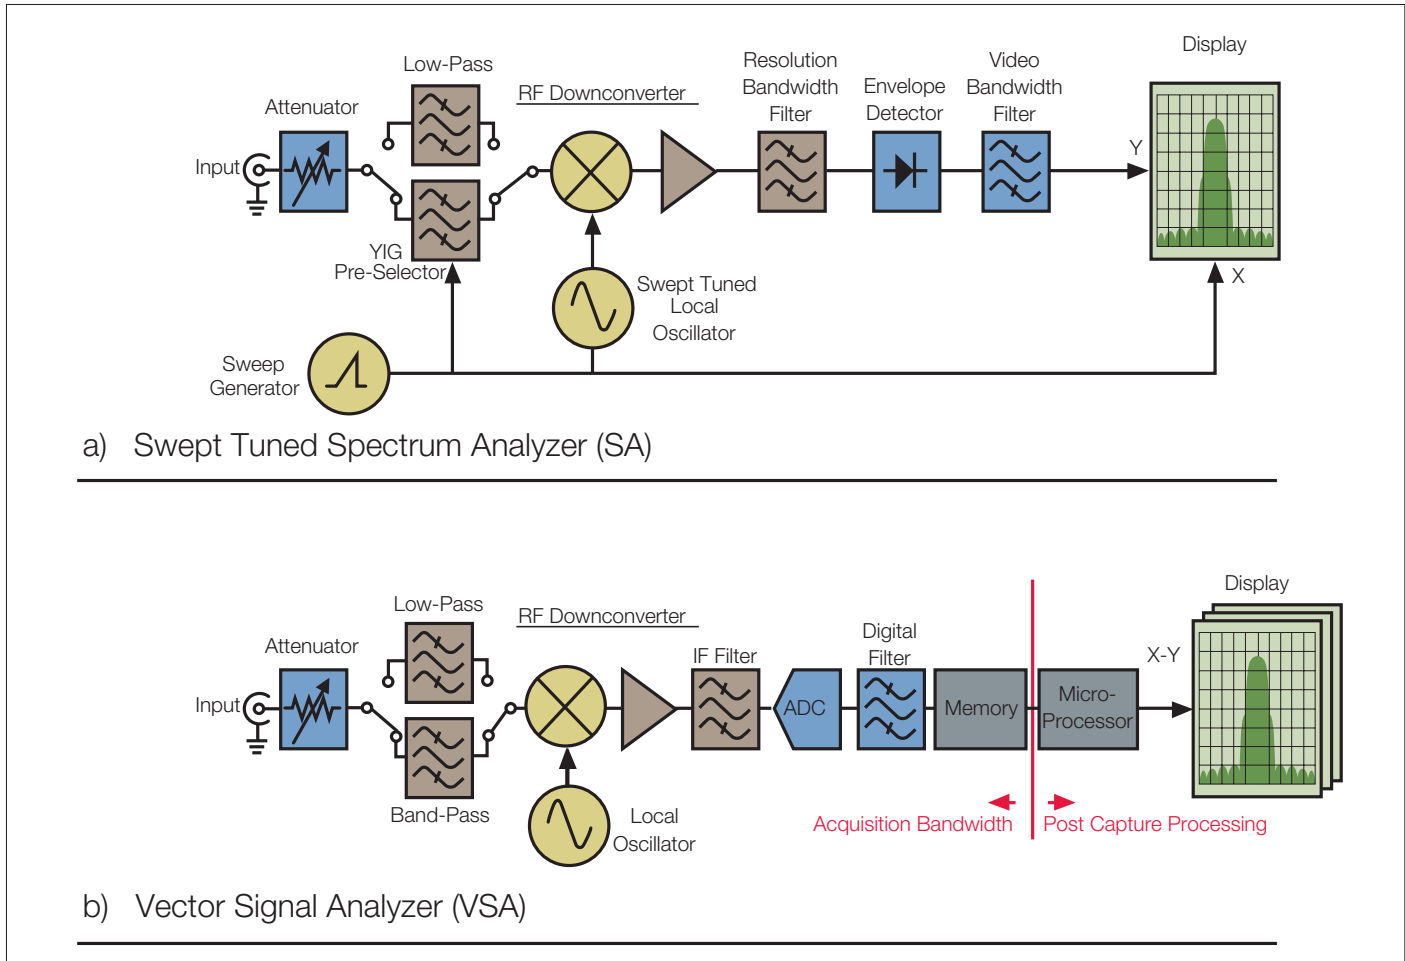 Display
Low-Pass
Resolution
Bandwidth
Filter
Video
Bandwidth
Filter
RF Downconverter
Envelope
Detector
Attenuator
Input
Y
YIG
Pre-Selector
X
Swept Tuned
Local
Oscillator
Sweep
Generator
a) Swept Tuned Spectrum Analyzer (SA)
Display
Low-Pass
RF Downconverter
Digital
Filter
Attenuator
IF Filter
X-Y
Input
ADC
Memory
Micro-
Processor
Band-Pass
Local
Oscillator
Acquisition Bandwidth
Post Capture Processing
b) Vector Signal Analyzer (VSA)